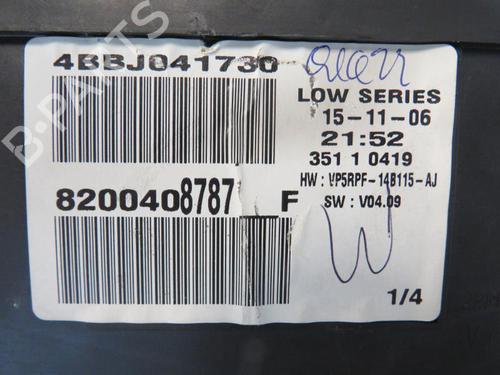 4BBJ041730
LOW SERIES
15-11-06
21:52
351 1 0419
HW : VP5RPF-14B115-AJ
SW : V04.09
8200408787 F
1/4
B-PARTS